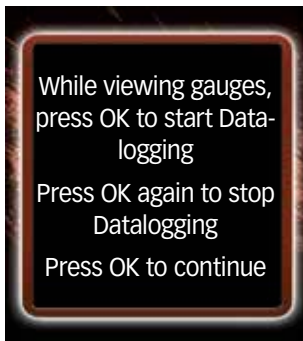 While viewing gauges,
press OK to start Data-
logging
Press OK again to stop
Datalogging
Press OK to continue